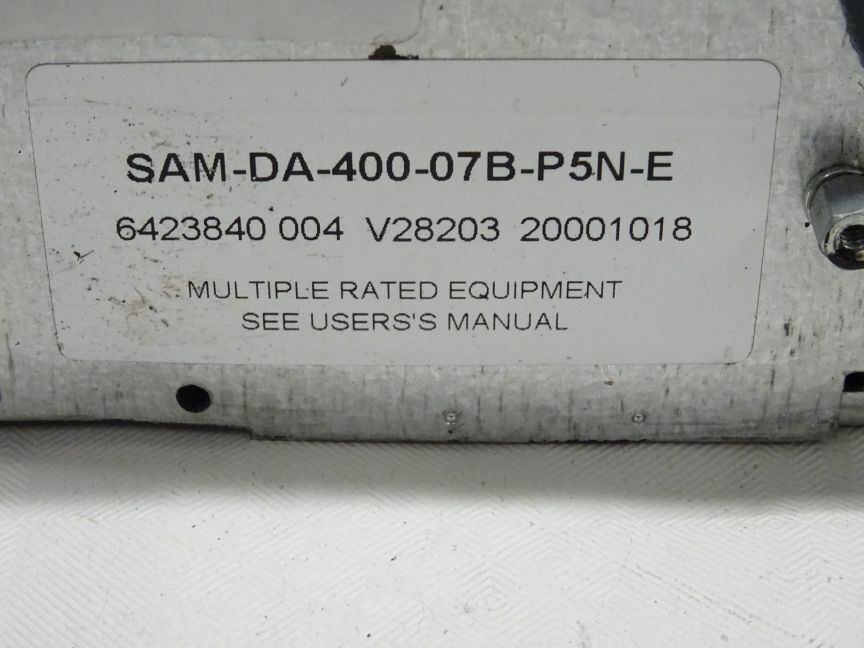 SAM-DA-400-07B-P5N-E
6423840 004 V28203 20001018
MULTIPLE RATED EQUIPMENT
SEE USERS'S MANUAL